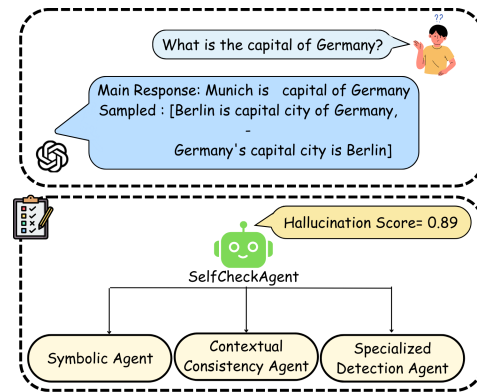 ??
What is the capital of Germany?
Main Response: Munich is capital of Germany
Sampled : [Berlin is capital city of Germany,
-
Germany's capital city is Berlin]
Hallucination Score= 0.89
SelfCheckAgent
Symbolic Agent
Contextual
Consistency Agent
Specialized
Detection Agent